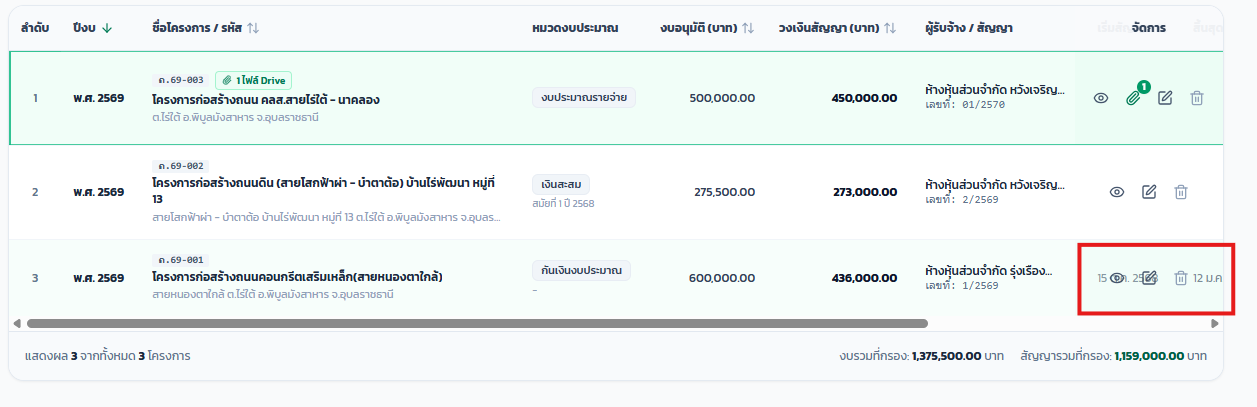 ลำดับ ปีงบ ชื่อโครงการ / รหัส หมวดงบประมาณ งบอนุมัติ (บาท) วงเงินสัญญา (บาท) ผู้รับจ้าง / สัญญา จัดการ
ค.69-003 1 ไฟล์ Drive
1 พ.ศ. 2569 โครงการก่อสร้างถนน คสล.สายไร่ใต้ - นาคลอง งบประมาณรายจ่าย 500,000.00 450,000.00 ห้างหุ้นส่วนจำกัด หวังเจริญ... 1
ต.ไร่ใต้ อ.พิบูลมังสาหาร จ.อุบลราชธานี เลขที่: 01/2570
ค.69-002
2 พ.ศ. 2569 โครงการก่อสร้างถนนดิน (สายโสกฟ้าผ่า - บำตาต้อ) บ้านไร่พัฒนา หมู่ที่ เงินสะสม 275,500.00 273,000.00 ห้างหุ้นส่วนจำกัด หวังเจริญ...
13 สมัยที่ 1 ปี 2568 เลขที่: 2/2569
สายโสกฟ้าผ่า - บำตาต้อ บ้านไร่พัฒนา หมู่ที่ 13 ต.ไร่ใต้ อ.พิบูลมังสาหาร จ.อุบลร...
ค.69-001
3 พ.ศ. 2569 โครงการก่อสร้างถนนคอนกรีตเสริมเหล็ก(สายหนองตาใกล้) กันเงินงบประมาณ 600,000.00 436,000.00 ห้างหุ้นส่วนจำกัด รุ่งเรือง... 15 12 ม.ค
สายหนองตาใกล้ ต.ไร่ใต้ อ.พิบูลมังสาหาร จ.อุบลราชธานี - เลขที่: 1/2569
แสดงผล 3 จากทั้งหมด 3 โครงการ งบรวมที่กรอง: 1,375,500.00 บาท สัญญารวมที่กรอง: 1,159,000.00 บาท